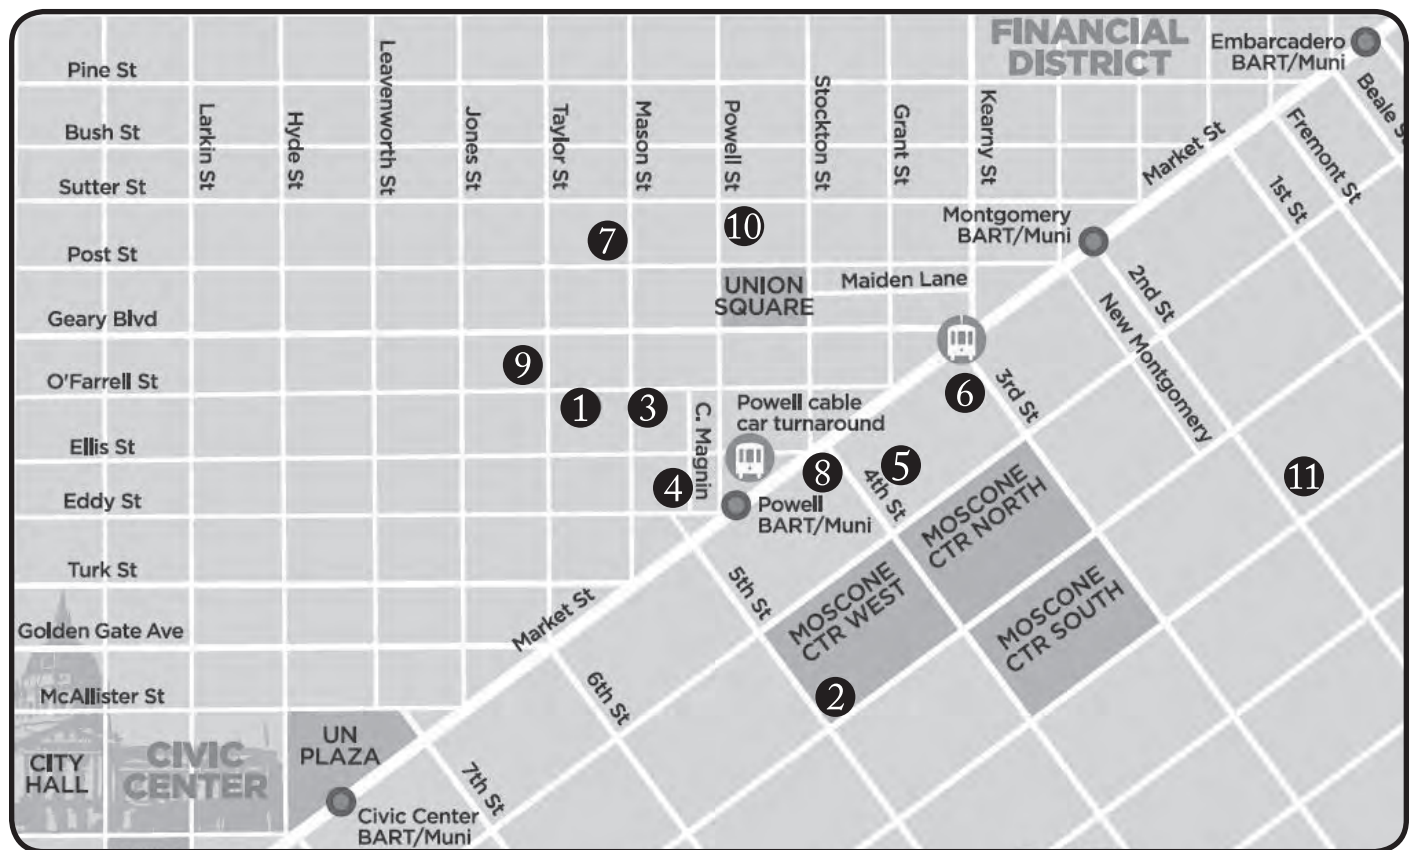 FINANCIAL
DISTRICT
Embarcadero
BART/Muni
Pine St
Bush St
Sutter St
Post St
Geary Blvd
O'Farrell St
Ellis St
Eddy St
Turk St
Golden Gate Ave
McAllister St
Larkin St
Hyde St
Leavenworth St
Jones St
Taylor St
Mason St
Powell St
Stockton St
Grant St
Kearny St
Market St
Beale S
Fremont St
1st St
Montgomery
BART/Muni
2nd St
New Montgomery
7
10
UNION
SQUARE
Maiden Lane
9
1
3
C. Magnin
Powell cable
car turnaround
6
3rd St
4
8
5
4th St
11
Powell
BART/Muni
MOSCONE
CTR NORTH
MOSCONE
CTR WEST
MOSCONE
CTR SOUTH
5th St
2
Market St
6th St
7th St
CITY
HALL
CIVIC
CENTER
UN
PLAZA
Civic Center
BART/Muni